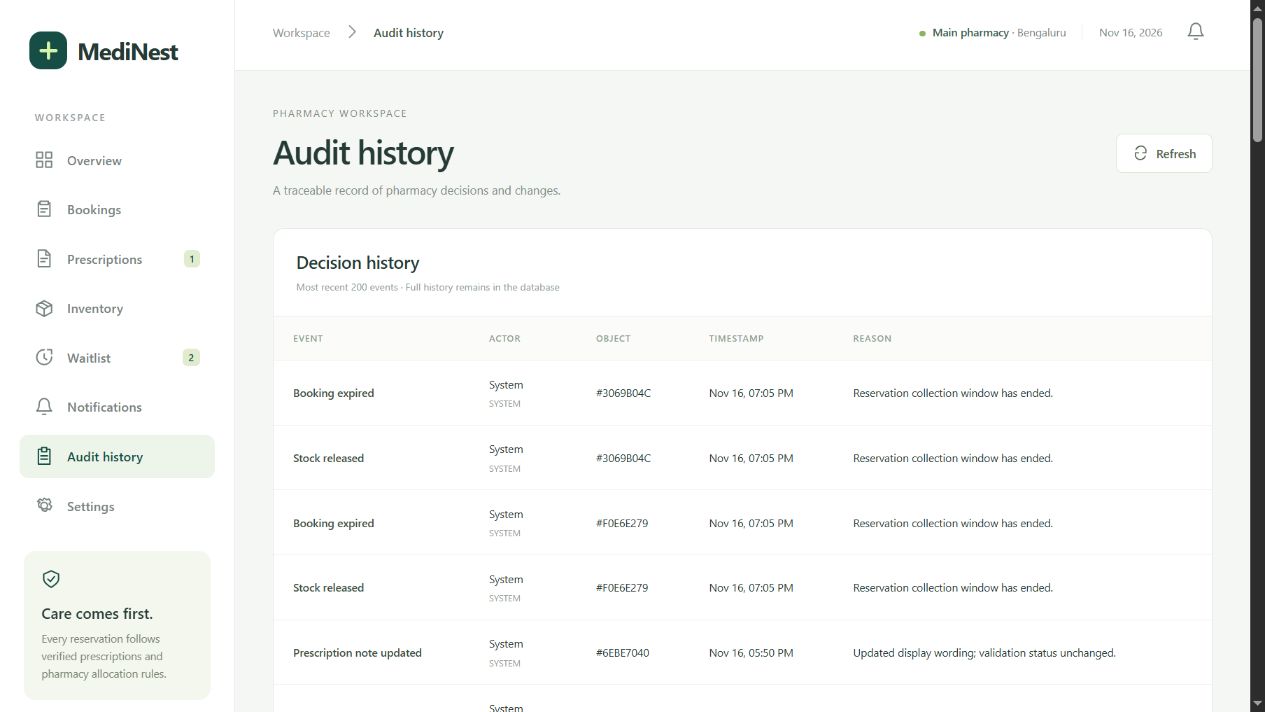 MediNest
WORKSPACE
Overview
Bookings
Prescriptions 1
Inventory
Waitlist 2
Notifications
Audit history
Settings
Care comes first.
Every reservation follows
verified prescriptions and
pharmacy allocation rules.
Workspace > Audit history
Main pharmacy · Bengaluru
Nov 16, 2026
PHARMACY WORKSPACE
Audit history
A traceable record of pharmacy decisions and changes.
Refresh
Decision history
Most recent 200 events · Full history remains in the database
EVENT ACTOR OBJECT TIMESTAMP REASON
Booking expired System SYSTEM #3069B04C Nov 16, 07:05 PM Reservation collection window has ended.
Stock released System SYSTEM #3069B04C Nov 16, 07:05 PM Reservation collection window has ended.
Booking expired System SYSTEM #F0E6E279 Nov 16, 07:05 PM Reservation collection window has ended.
Stock released System SYSTEM #F0E6E279 Nov 16, 07:05 PM Reservation collection window has ended.
Prescription note updated System SYSTEM #6EBE7040 Nov 16, 05:50 PM Updated display wording; validation status unchanged.
System